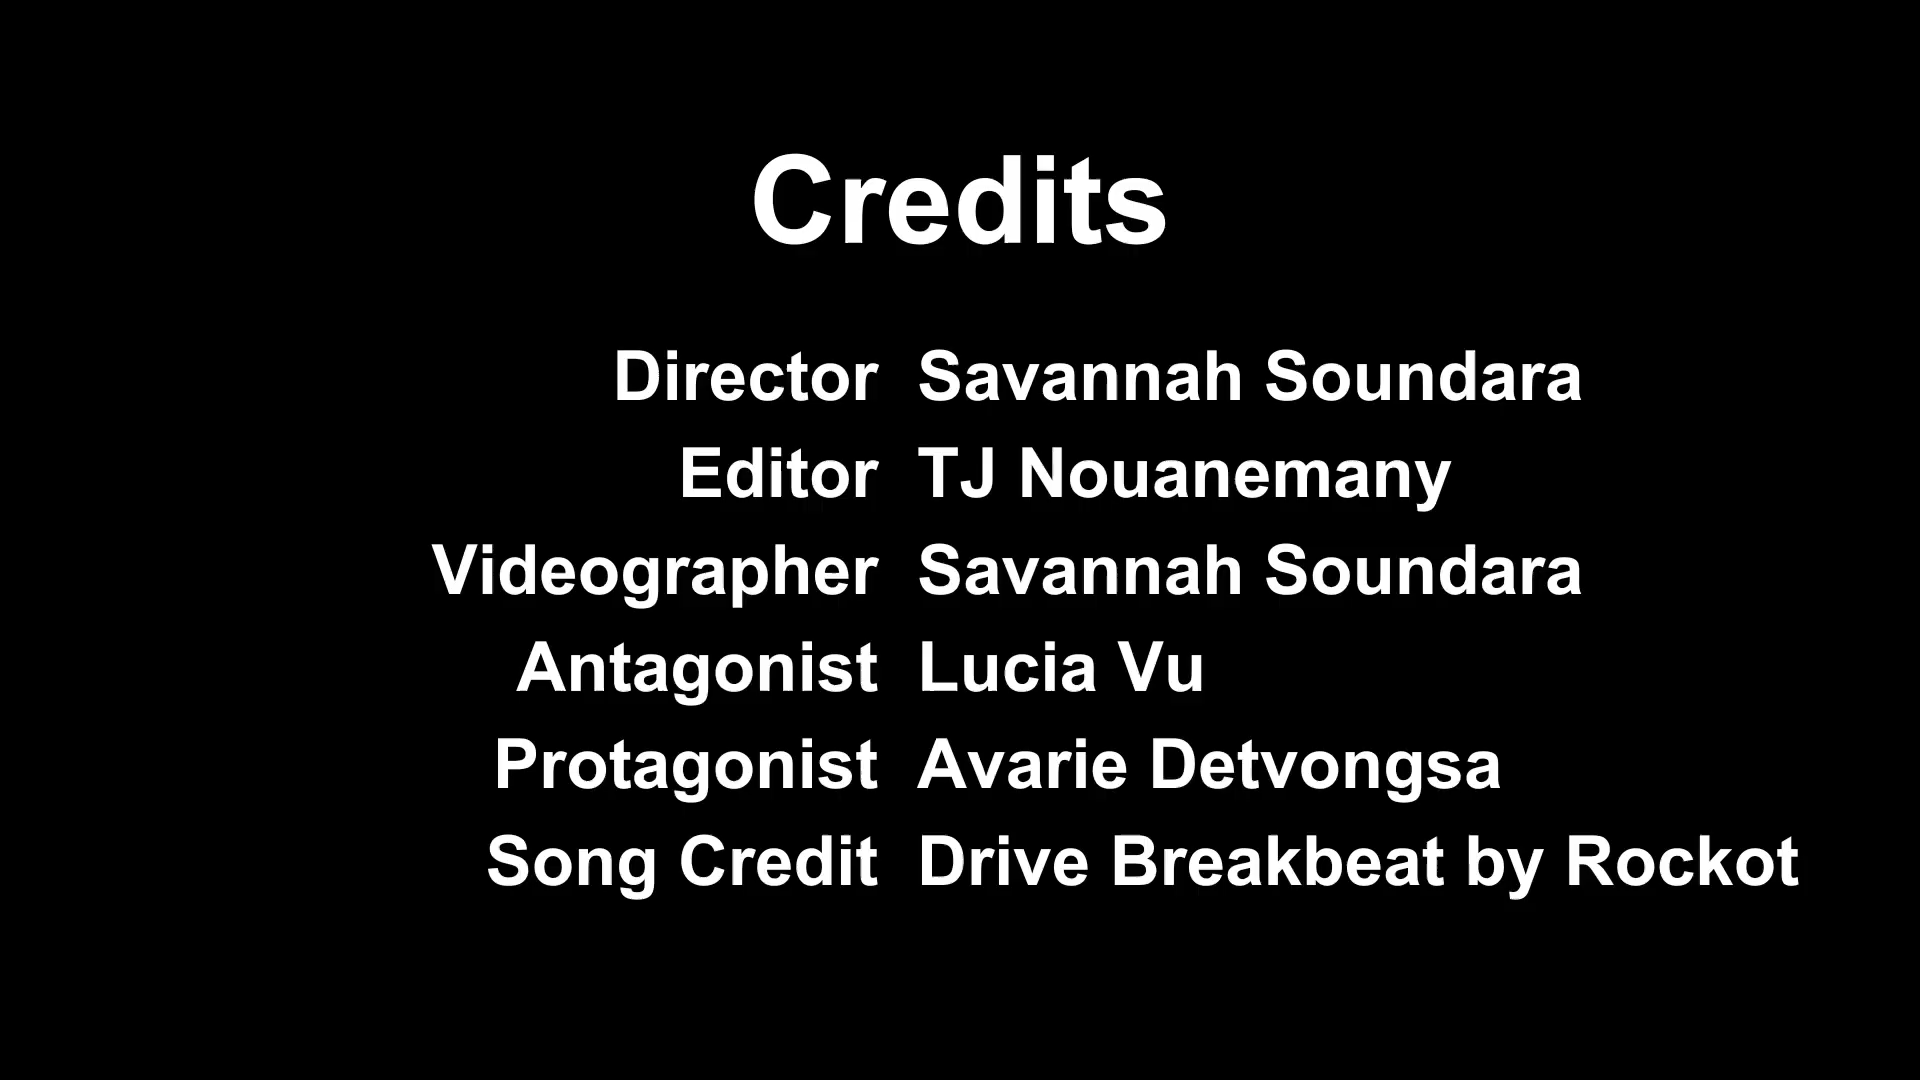 Credits
Director Savannah Soundara
Editor TJ Nouanemany
Videographer Savannah Soundara
Antagonist Lucia Vu
Protagonist Avarie Detvongsa
Song Credit Drive Breakbeat by Rockot